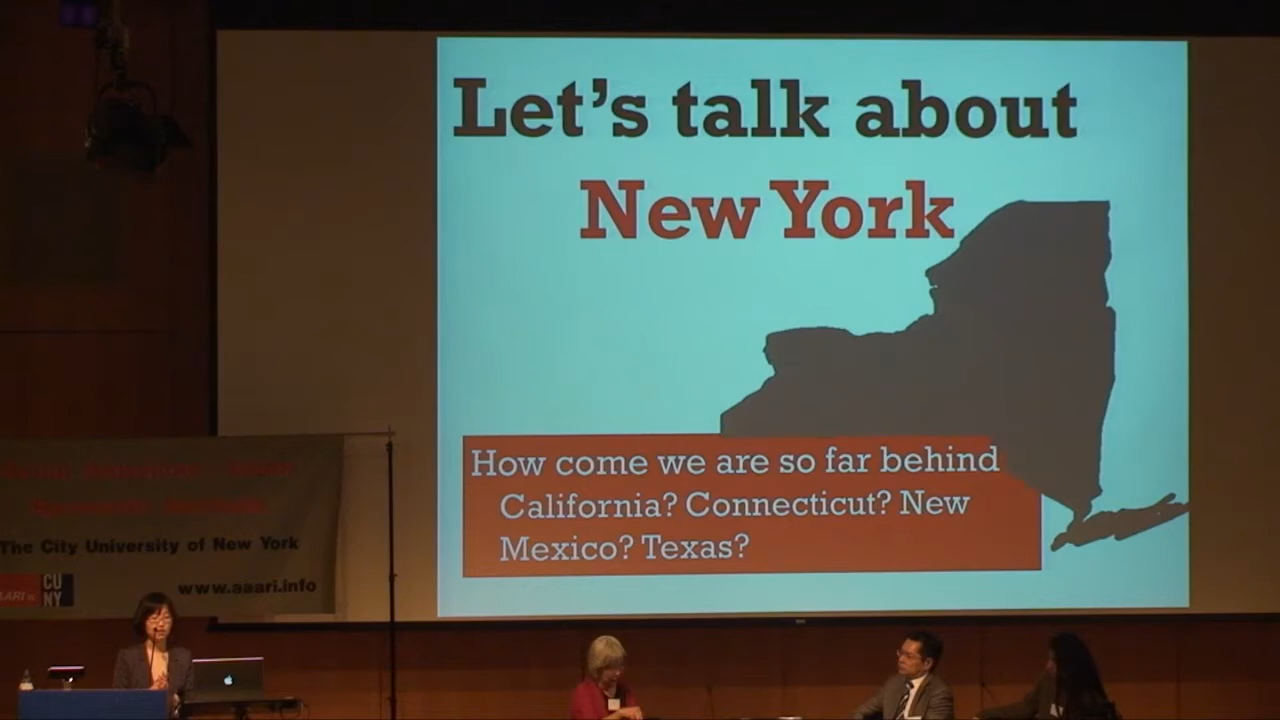 Let's talk about
New York
How come we are so far behind
California? Connecticut? New
Mexico? Texas?
The City University of New York
www.aaari.info
CU
NY